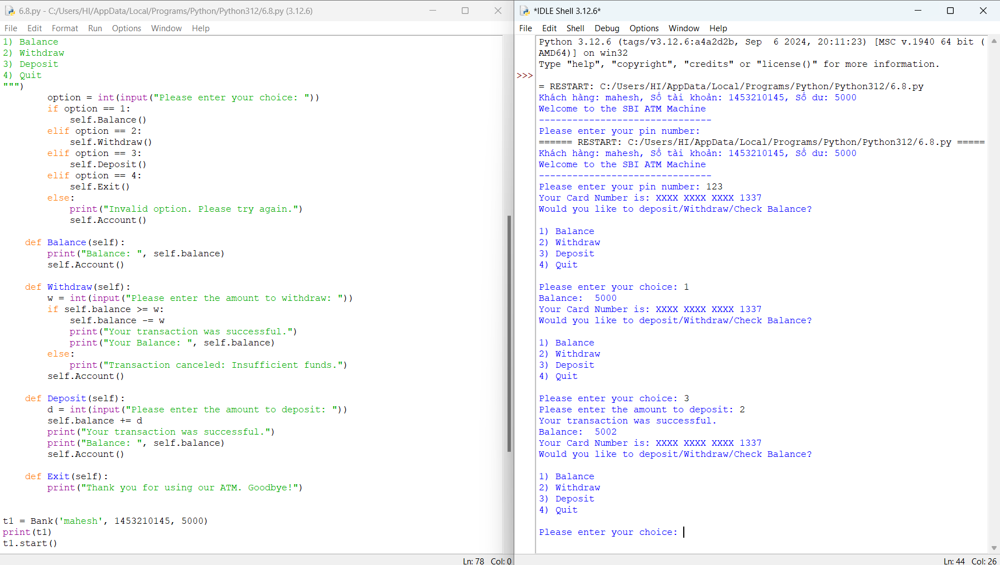 6.8.py - C:/Users/HI/AppData/Local/Programs/Python/Python312/6.8.py (3.12.6)
File Edit Format Run Options Window Help
1) Balance
2) Withdraw
3) Deposit
4) Quit
""")
        option = int(input("Please enter your choice: "))
        if option == 1:
            self.Balance()
        elif option == 2:
            self.Withdraw()
        elif option == 3:
            self.Deposit()
        elif option == 4:
            self.Exit()
        else:
            print("Invalid option. Please try again.")
            self.Account()
    def Balance(self):
        print("Balance: ", self.balance)
        self.Account()
    def Withdraw(self):
        w = int(input("Please enter the amount to withdraw: "))
        if self.balance >= w:
            self.balance -= w
            print("Your transaction was successful.")
            print("Your Balance: ", self.balance)
        else:
            print("Transaction canceled: Insufficient funds.")
        self.Account()
    def Deposit(self):
        d = int(input("Please enter the amount to deposit: "))
        self.balance += d
        print("Your transaction was successful.")
        print("Balance: ", self.balance)
        self.Account()
    def Exit(self):
        print("Thank you for using our ATM. Goodbye!")
t1 = Bank('mahesh', 1453210145, 5000)
print(t1)
t1.start()
Ln: 78 Col: 0
*IDLE Shell 3.12.6*
File Edit Shell Debug Options Window Help
Python 3.12.6 (tags/v3.12.6:a4a2d2b, Sep  6 2024, 20:11:23) [MSC v.1940 64 bit (
AMD64)] on win32
Type "help", "copyright", "credits" or "license()" for more information.
>>>
= RESTART: C:/Users/HI/AppData/Local/Programs/Python/Python312/6.8.py
Khách hàng: mahesh, Số tài khoản: 1453210145, Số dư: 5000
Welcome to the SBI ATM Machine
-------------------------------
Please enter your pin number:
====== RESTART: C:/Users/HI/AppData/Local/Programs/Python/Python312/6.8.py =====
Khách hàng: mahesh, Số tài khoản: 1453210145, Số dư: 5000
Welcome to the SBI ATM Machine
-------------------------------
Please enter your pin number: 123
Your Card Number is: XXXX XXXX XXXX 1337
Would you like to deposit/Withdraw/Check Balance?
1) Balance
2) Withdraw
3) Deposit
4) Quit
Please enter your choice: 1
Balance:  5000
Your Card Number is: XXXX XXXX XXXX 1337
Would you like to deposit/Withdraw/Check Balance?
1) Balance
2) Withdraw
3) Deposit
4) Quit
Please enter your choice: 3
Please enter the amount to deposit: 2
Your transaction was successful.
Balance:  5002
Your Card Number is: XXXX XXXX XXXX 1337
Would you like to deposit/Withdraw/Check Balance?
1) Balance
2) Withdraw
3) Deposit
4) Quit
Please enter your choice:
Ln: 44 Col: 26